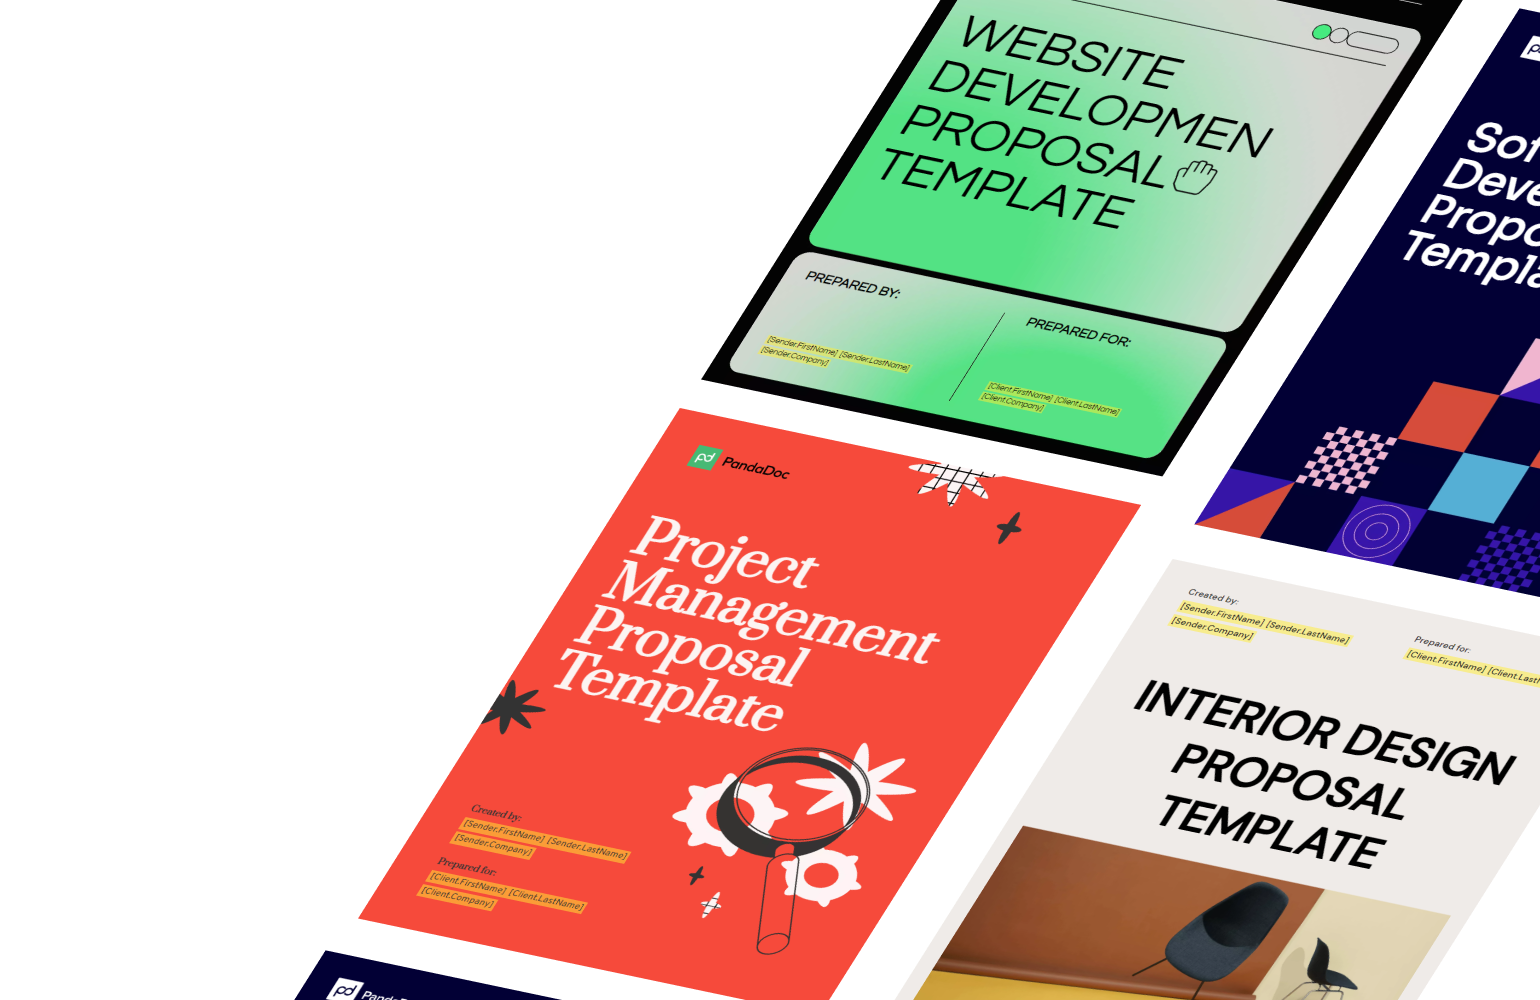 WEBSITE
DEVELOPMEN
PROPOSAL
TEMPLATE
PREPARED BY:
[Sender.FirstName] [Sender.LastName]
[Sender.Company]
PREPARED FOR:
[Client.FirstName] [Client.LastName]
[Client.Company]
PandaDoc
Project
Management
Proposal
Template
Created by:
[Sender.FirstName] [Sender.LastName]
[Sender.Company]
Prepared for:
[Client.FirstName] [Client.LastName]
[Client.Company]
Sof
Deve
Propo
Templa
Created by:
[Sender.FirstName] [Sender.LastName]
[Sender.Company]
Prepared for:
[Client.FirstName] [Client.Last
INTERIOR DESIGN
PROPOSAL
TEMPLATE
pd